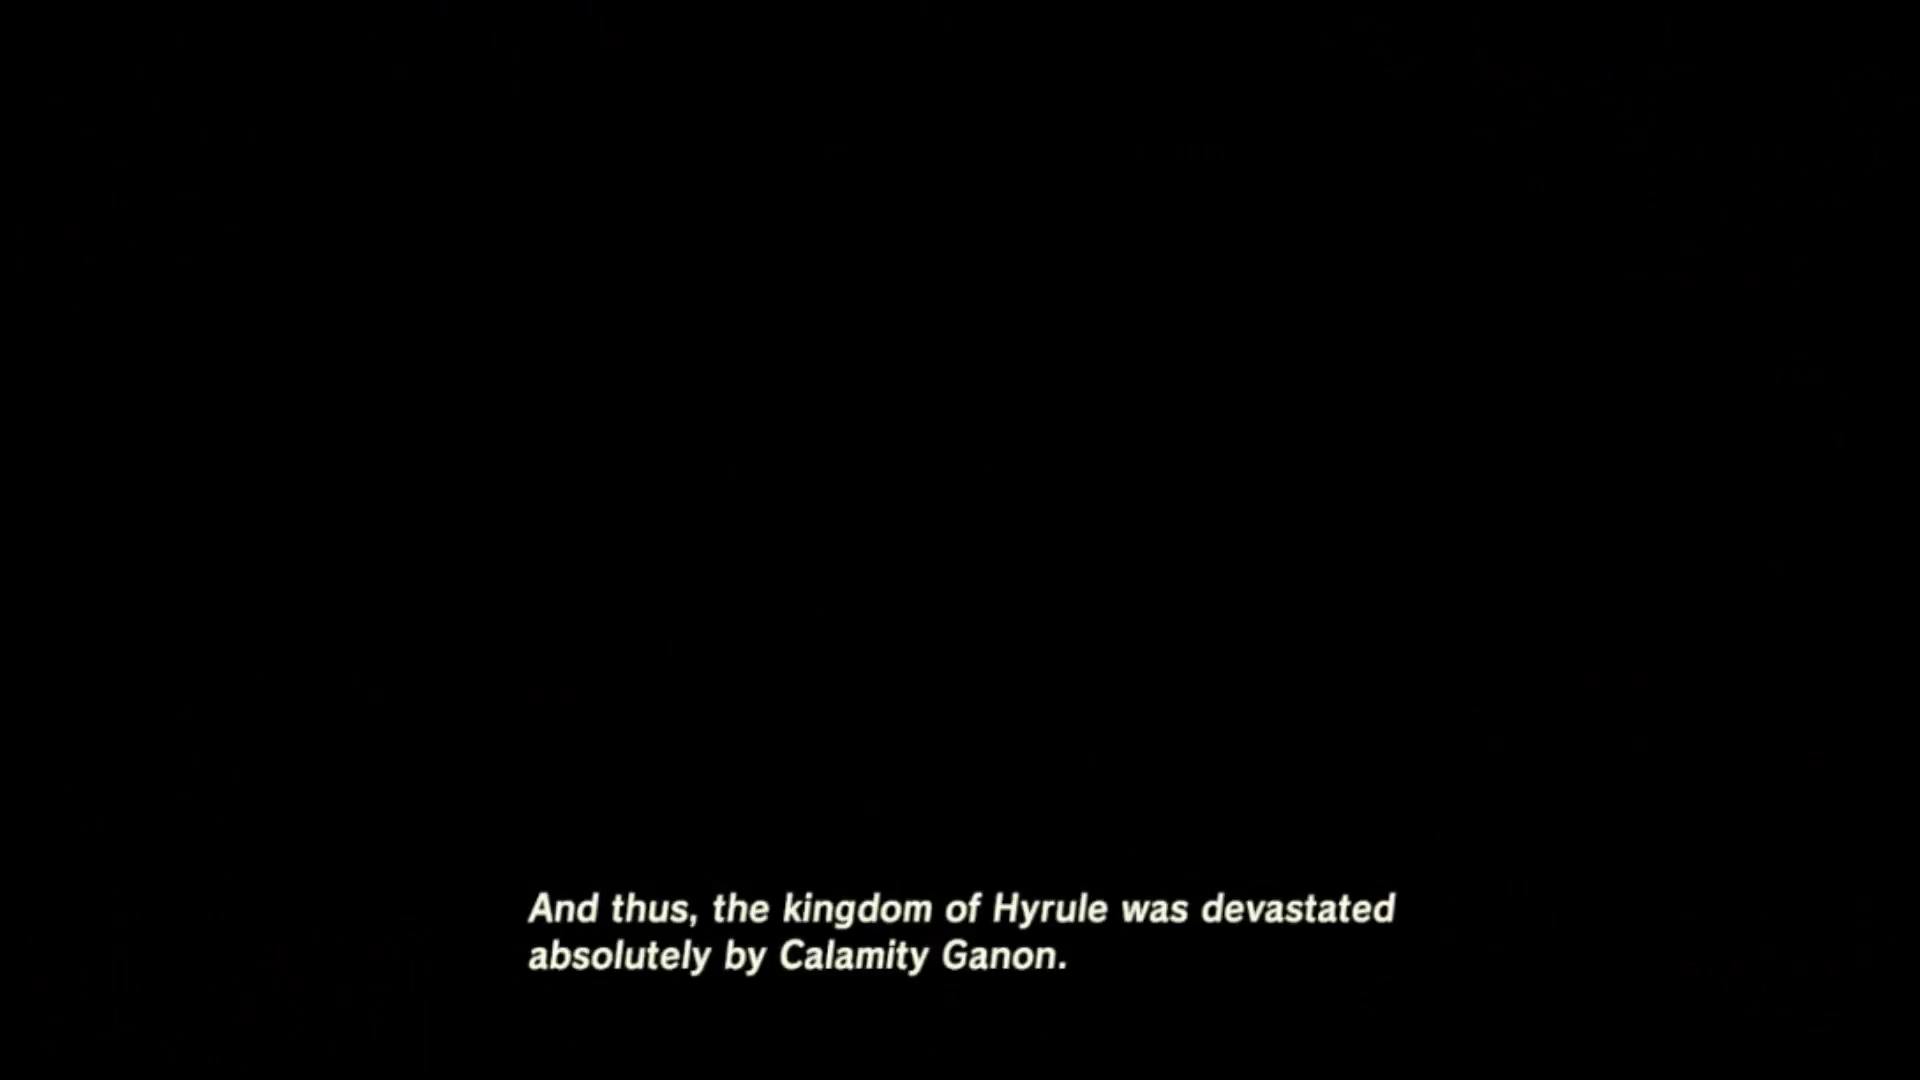 And thus, the kingdom of Hyrule was devastated
absolutely by Calamity Ganon.